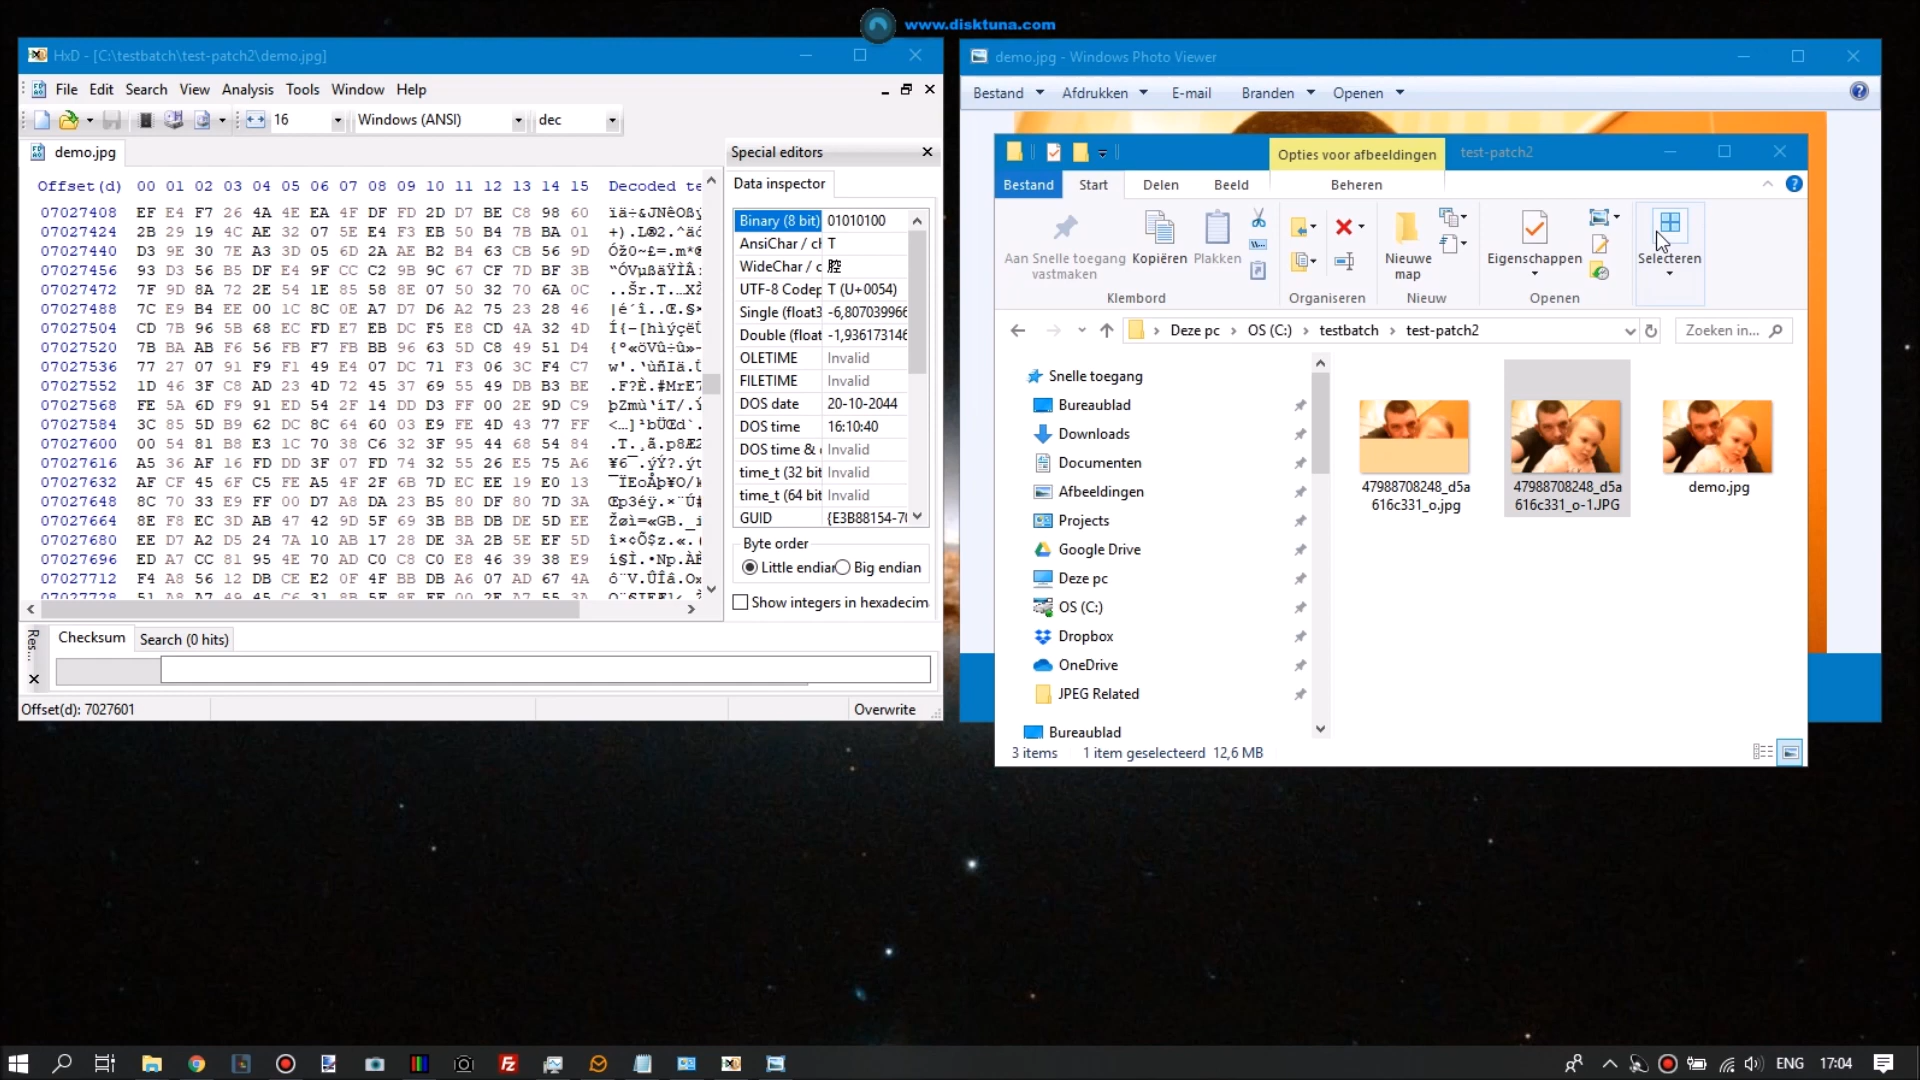 www.disktuna.com
HxD - [C:\testbatch\test-patch2\demo.jpg]
File Edit Search View Analysis Tools Window Help
16 Windows (ANSI) dec
demo.jpg
Offset(d) 00 01 02 03 04 05 06 07 08 09 10 11 12 13 14 15 Decoded te
07027408 EF E4 F7 26 4A 4E EA 4F DF FD 2D D7 BE C8 98 60
07027424 2B 29 19 4C AE 32 07 5E E4 F3 EB 50 B4 7B BA 01
07027440 D3 9E 30 7E A3 3D 05 6D 2A AE B2 B4 63 CB 56 9D
07027456 93 D3 56 B5 DF E4 9F CC C2 9B 9C 67 CF 7D BF 3B
07027472 7F 9D 8A 72 2E 54 1E 85 58 8E 07 50 32 70 6A 0C
07027488 7C E9 B4 EE 00 1C 8C 0E A7 D7 D6 A2 75 23 28 46
07027504 CD 7B 96 5B 68 EC FD E7 EB DC F5 E8 CD 4A 32 4D
07027520 7B BA AB F6 56 FB F7 FB BB 96 63 5D C8 49 51 D4
07027536 77 27 07 91 F9 F1 49 E4 07 DC 71 F3 06 3C F4 C7
07027552 1D 46 3F C8 AD 23 4D 72 45 37 69 55 49 DB B3 BE
07027568 FE 5A 6D F9 91 ED 54 2F 14 DD D3 FF 00 2E 9D C9
07027584 3C 85 5D B9 62 DC 8C 64 60 03 E9 FE 4D 43 77 FF
07027600 00 54 81 B8 E3 1C 70 38 C6 32 3F 95 44 68 54 84
07027616 A5 36 AF 16 FD DD 3F 07 FD 74 32 55 26 E5 75 A6
07027632 AF CF 45 6F C5 FE A5 4F 2F 6B 7D EC EE 19 E0 13
07027648 8C 70 33 E9 FF 00 D7 A8 DA 23 B5 80 DF 80 7D 3A
07027664 8E F8 EC 3D AB 47 42 9D 5F 69 3B BB DB DE 5D EE
07027680 EE D7 A2 D5 24 7A 10 AB 17 28 DE 3A 2B 5E EF 5D
07027696 ED A7 CC 81 95 4E 70 AD C0 C8 C0 E8 46 39 38 E9
07027712 F4 A8 56 12 DB CE E2 0F 4F BB DB A6 07 AD 67 4A
Special editors
Data inspector
Binary (8 bit) 01010100
AnsiChar / ch T
WideChar / c 腔
UTF-8 Codep T (U+0054)
Single (float3 -6,807039966
Double (float -1,936173146
OLETIME Invalid
FILETIME Invalid
DOS date 20-10-2044
DOS time 16:10:40
DOS time & Invalid
time_t (32 bit Invalid
time_t (64 bit Invalid
GUID {E3B88154-70
Byte order
Little endian Big endian
Show integers in hexadecim
Res...
Checksum Search (0 hits)
Offset(d): 7027601 Overwrite
demo.jpg - Windows Photo Viewer
Bestand Afdrukken E-mail Branden Openen
Opties voor afbeeldingen test-patch2
Bestand Start Delen Beeld Beheren
Aan Snelle toegang vastmaken Kopiëren Plakken Nieuwe map Eigenschappen Selecteren
Klembord Organiseren Nieuw Openen
Deze pc OS (C:) testbatch test-patch2 Zoeken in...
Snelle toegang
Bureaublad
Downloads
Documenten
Afbeeldingen
Projects
Google Drive
Deze pc
OS (C:)
Dropbox
OneDrive
JPEG Related
Bureaublad
47988708248_d5a
616c331_o.jpg
47988708248_d5a
616c331_o-1.JPG
demo.jpg
3 items 1 item geselecteerd 12,6 MB
ENG 17:04